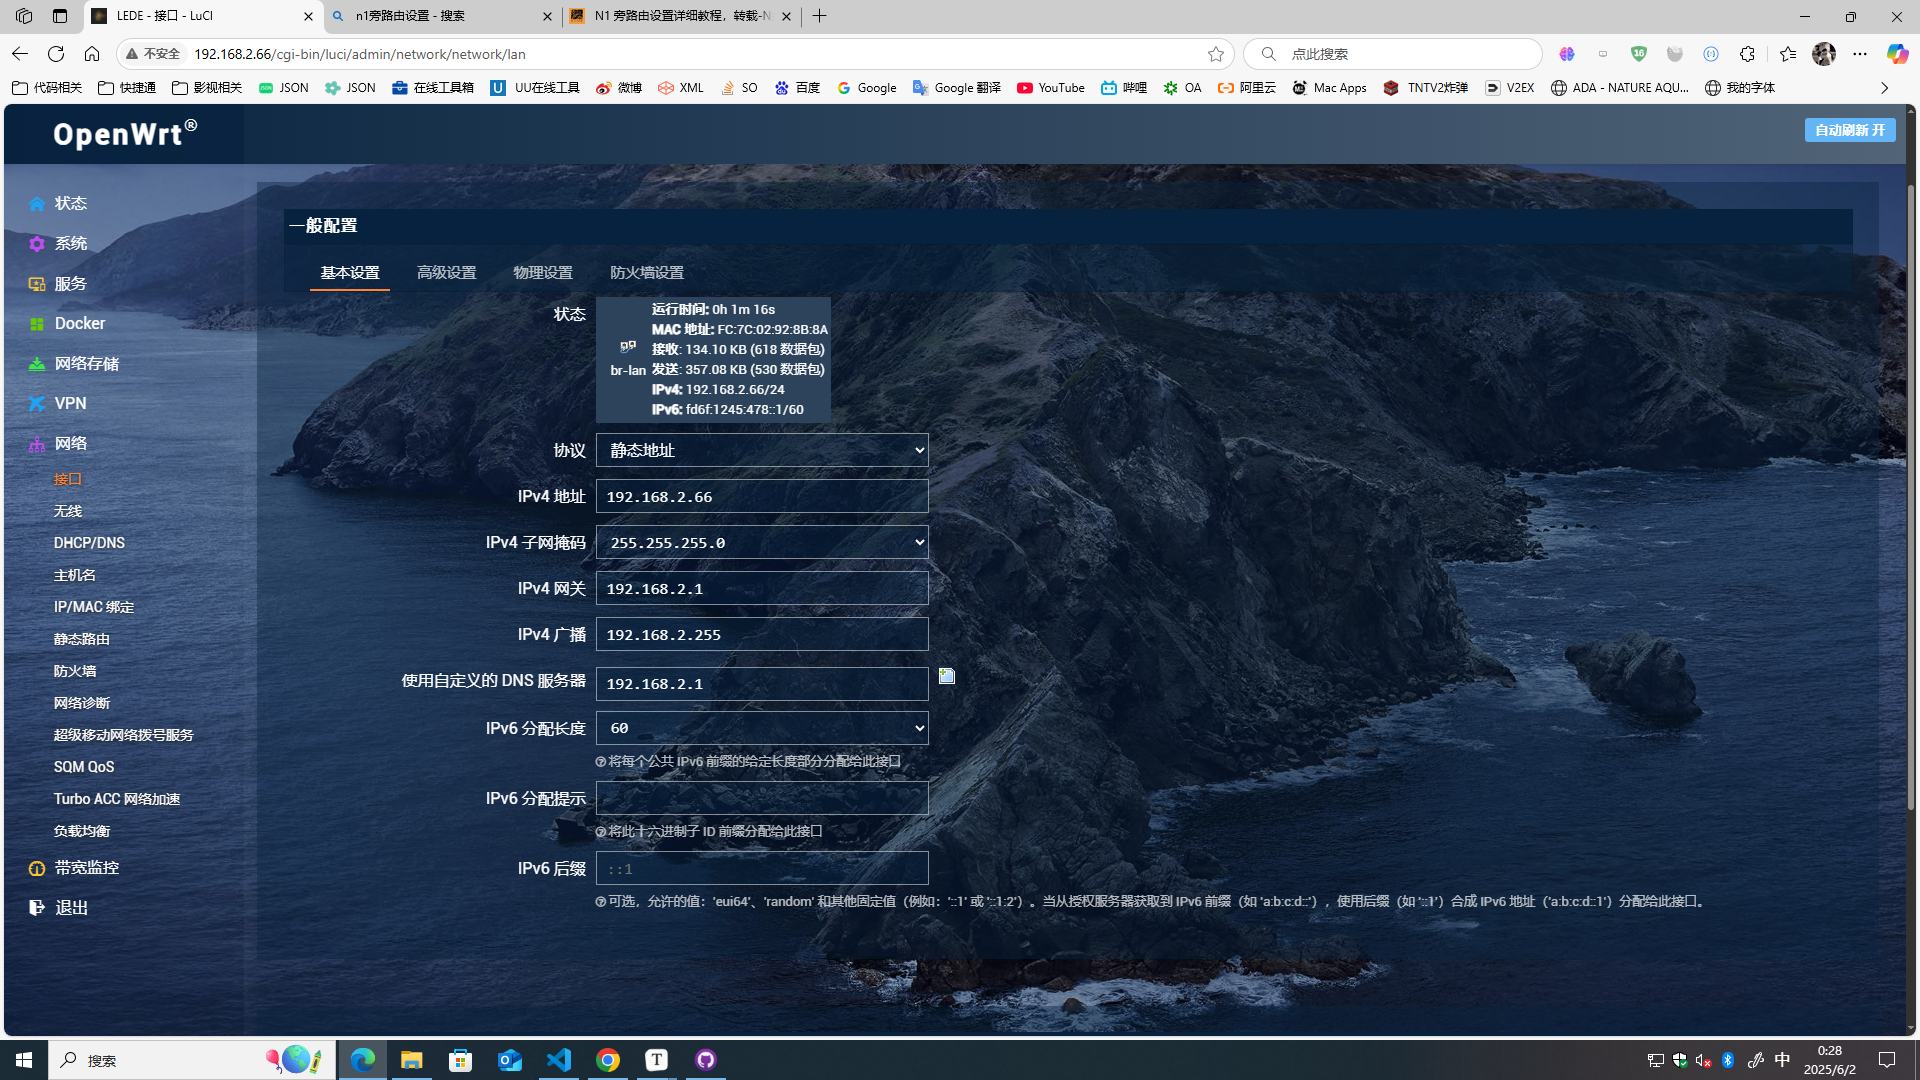 LEDE - 接口 - LuCI
n1旁路由设置 - 搜索
N1 旁路由设置详细教程，转载-N
不安全
192.168.2.66/cgi-bin/luci/admin/network/network/lan
点此搜索
16
代码相关
快捷通
影视相关
JSON
JSON
在线工具箱
UU在线工具
微博
XML
SO
百度
Google
Google 翻译
YouTube
哔哩
OA
阿里云
Mac Apps
TNTV2炸弹
V2EX
ADA - NATURE AQU...
我的字体
OpenWrt®
自动刷新 开
状态
系统
服务
Docker
网络存储
VPN
网络
接口
无线
DHCP/DNS
主机名
IP/MAC 绑定
静态路由
防火墙
网络诊断
超级移动网络拨号服务
SQM QoS
Turbo ACC 网络加速
负载均衡
带宽监控
退出
一般配置
基本设置
高级设置
物理设置
防火墙设置
状态
br-lan
运行时间: 0h 1m 16s
MAC 地址: FC:7C:02:92:8B:8A
接收: 134.10 KB (618 数据包)
发送: 357.08 KB (530 数据包)
IPv4: 192.168.2.66/24
IPv6: fd6f:1245:478::1/60
协议
静态地址
IPv4 地址
192.168.2.66
IPv4 子网掩码
255.255.255.0
IPv4 网关
192.168.2.1
IPv4 广播
192.168.2.255
使用自定义的 DNS 服务器
192.168.2.1
IPv6 分配长度
60
将每个公共 IPv6 前缀的给定长度部分分配给此接口
IPv6 分配提示
将此十六进制子 ID 前缀分配给此接口
IPv6 后缀
::1
可选，允许的值：'eui64'、'random' 和其他固定值（例如：'::1' 或 '::1:2'）。当从授权服务器获取到 IPv6 前缀（如 'a:b:c:d::'），使用后缀（如 '::1'）合成 IPv6 地址（'a:b:c:d::1'）分配给此接口。
搜索
中
0:28
2025/6/2